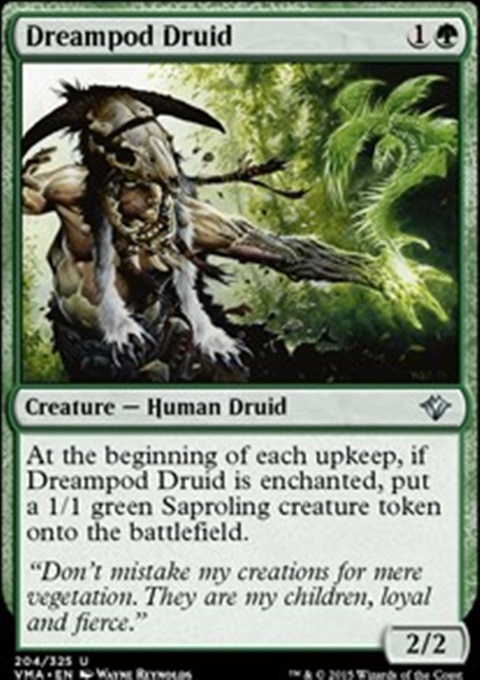 Dreampod Druid 1
Creature — Human Druid
At the beginning of each upkeep, if
Dreampod Druid is enchanted, put
a 1/1 green Saproling creature token
onto the battlefield.
"Don't mistake my creations for mere
vegetation. They are my children, loyal
and fierce."
2/2
204/325 U
VMA • EN Wayne Reynolds
™ & © 2015 Wizards of the Coast